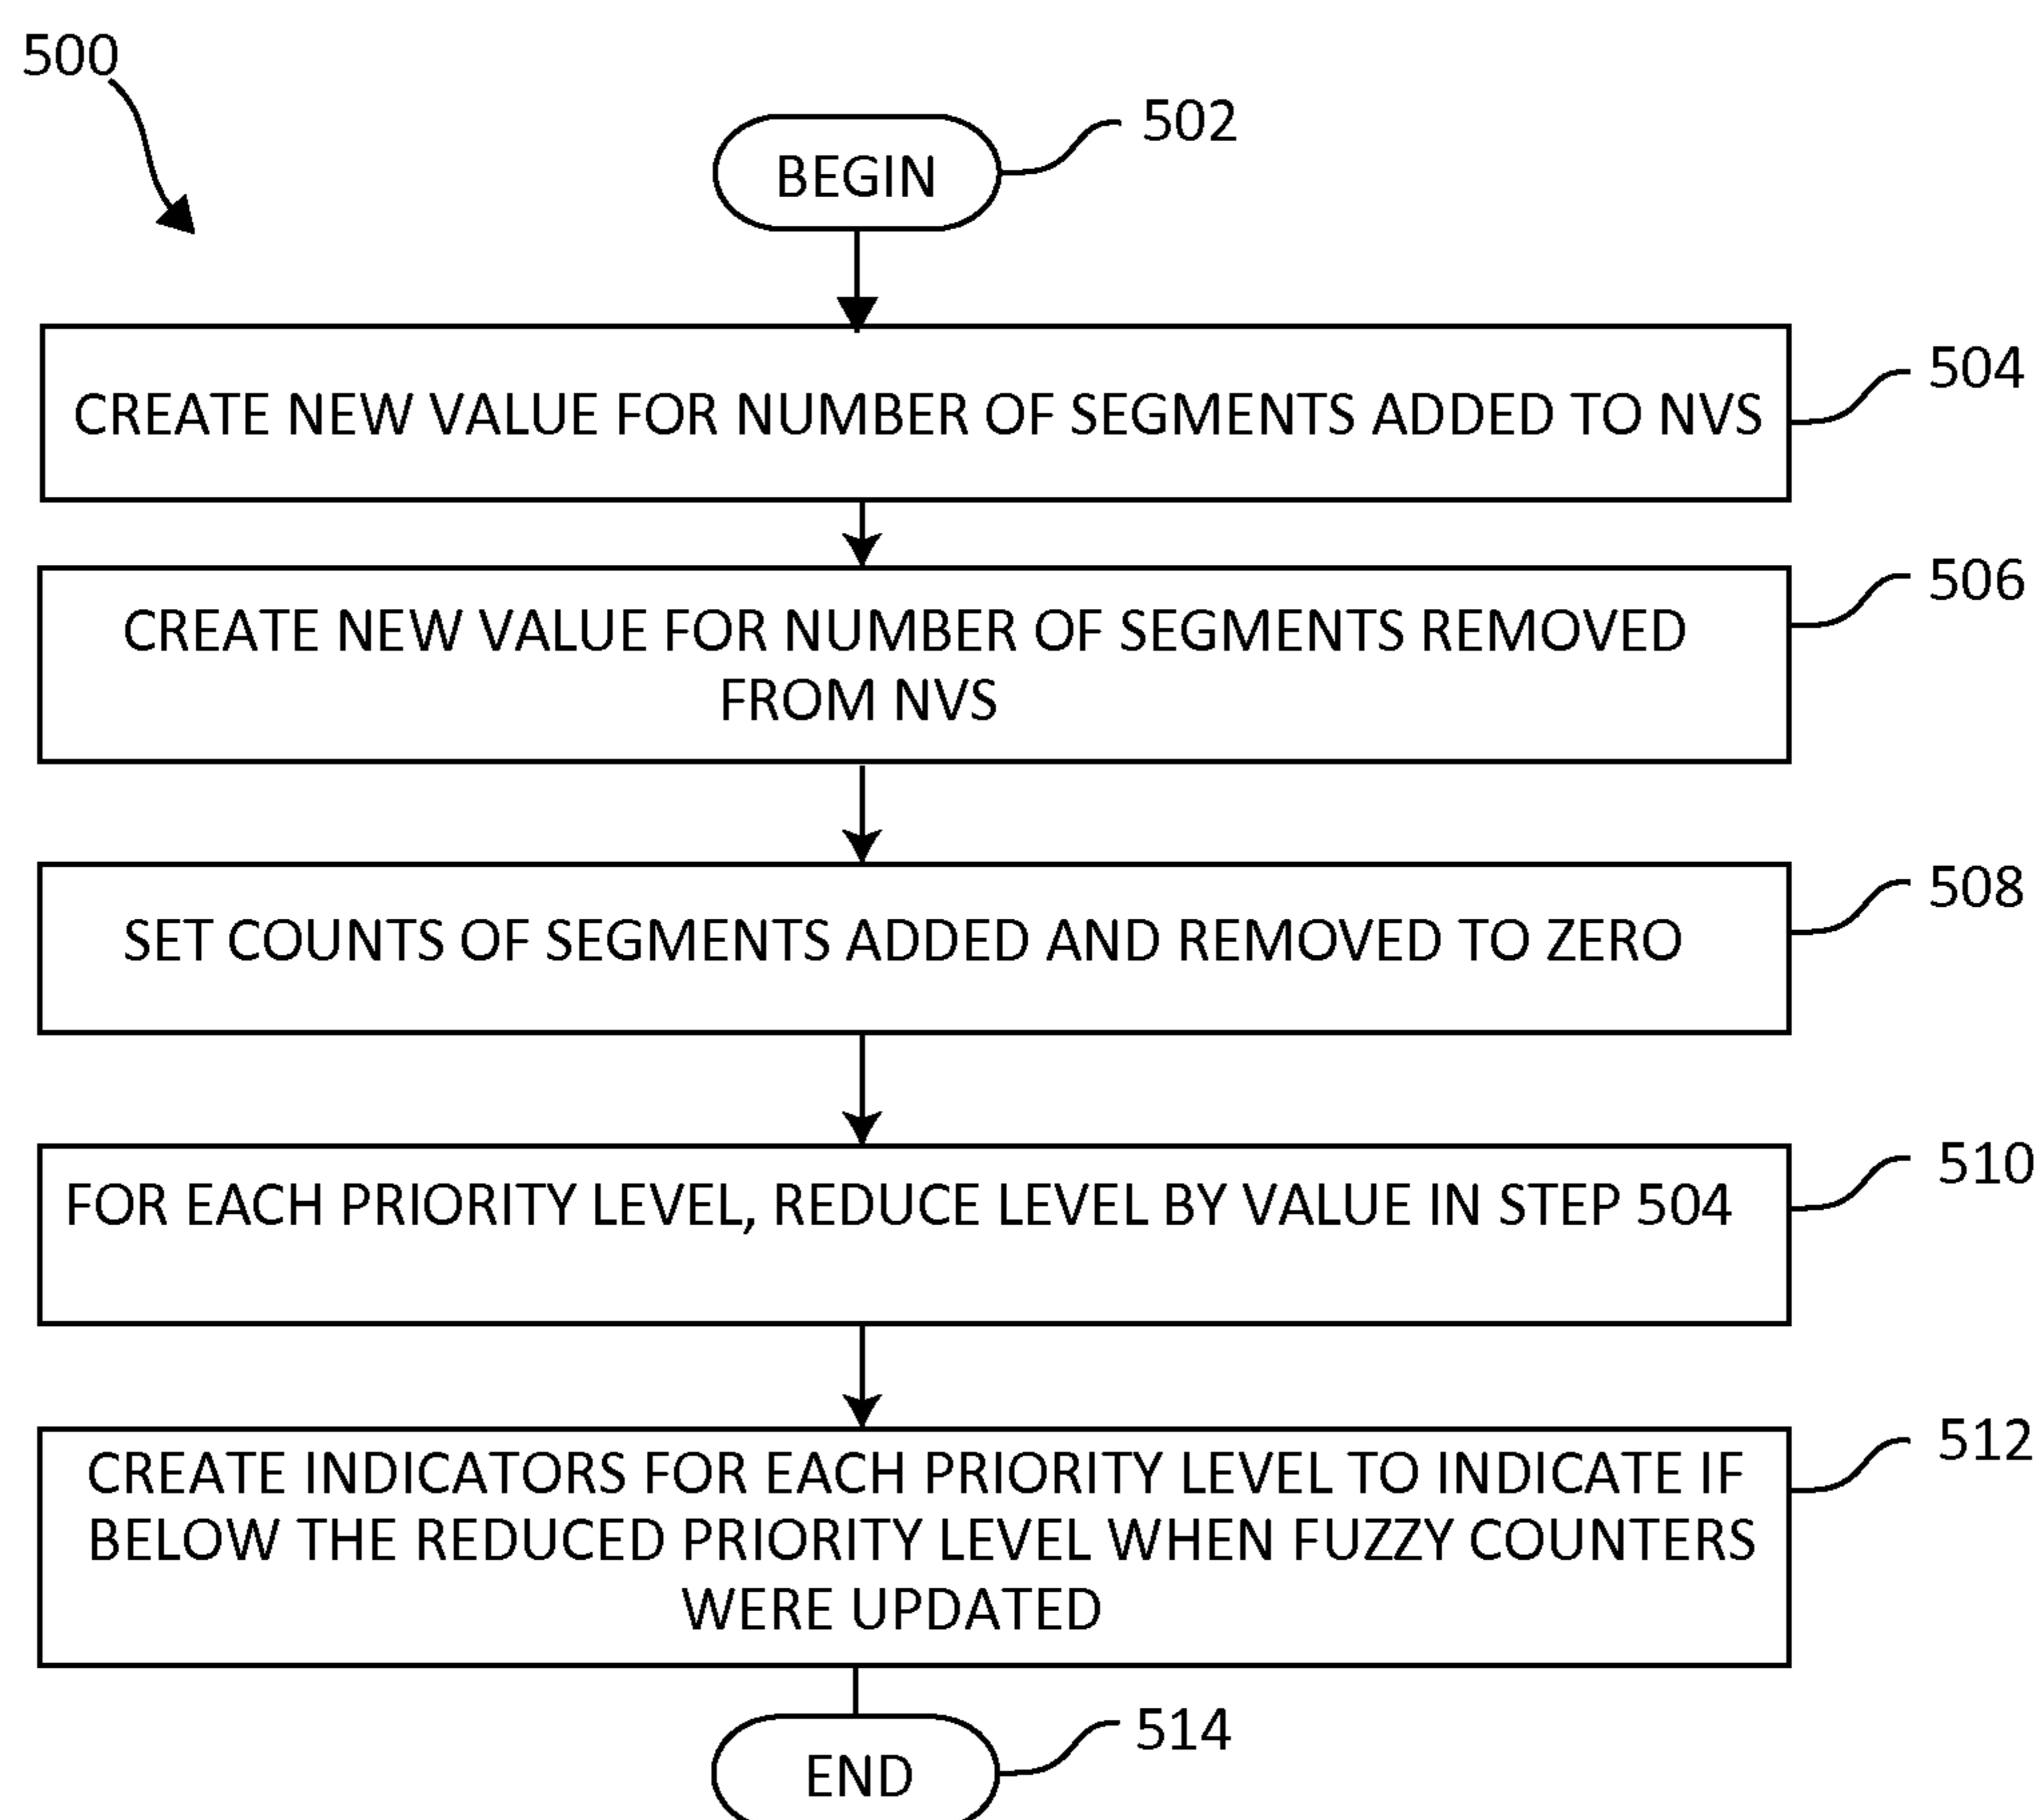 500
BEGIN
502
CREATE NEW VALUE FOR NUMBER OF SEGMENTS ADDED TO NVS
504
CREATE NEW VALUE FOR NUMBER OF SEGMENTS REMOVED
FROM NVS
506
SET COUNTS OF SEGMENTS ADDED AND REMOVED TO ZERO
508
FOR EACH PRIORITY LEVEL, REDUCE LEVEL BY VALUE IN STEP 504
510
CREATE INDICATORS FOR EACH PRIORITY LEVEL TO INDICATE IF
BELOW THE REDUCED PRIORITY LEVEL WHEN FUZZY COUNTERS
WERE UPDATED
512
END
514